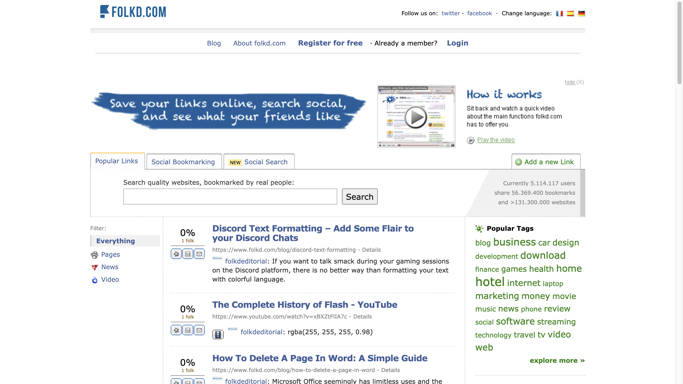 FOLKD.COM
Follow us on: twitter - facebook - Change language:
Blog About folkd.com Register for free - Already a member? Login
hide (X)
Save your links online, search social,
and see what your friends like
How it works
Sit back and watch a quick video
about the main functions folkd.com
has to offer you.
Play the video
Popular Links Social Bookmarking NEW Social Search Add a new Link
Search quality websites, bookmarked by real people:
Search
Currently 5.114.117 users
share 56.369.400 bookmarks
and >131.300.000 websites
Filter:
Everything
Pages
News
Video
0%
1 folk
Discord Text Formatting – Add Some Flair to
your Discord Chats
https://www.folkd.com/blog/discord-text-formatting - Details
folkdeditorial: If you want to talk smack during your gaming sessions
on the Discord platform, there is no better way than formatting your text
with colorful language.
0%
1 folk
The Complete History of Flash - YouTube
https://www.youtube.com/watch?v=xBXZtFlIA7c - Details
folkdeditorial: rgba(255, 255, 255, 0.98)
0%
1 folk
How To Delete A Page In Word: A Simple Guide
https://www.folkd.com/blog/how-to-delete-a-page-in-word - Details
folkdeditorial: Microsoft Office seemingly has limitless uses and the
Popular Tags
blog business car design
development download
finance games health home
hotel internet laptop
marketing money movie
music news phone review
social software streaming
technology travel tv video
web
explore more »